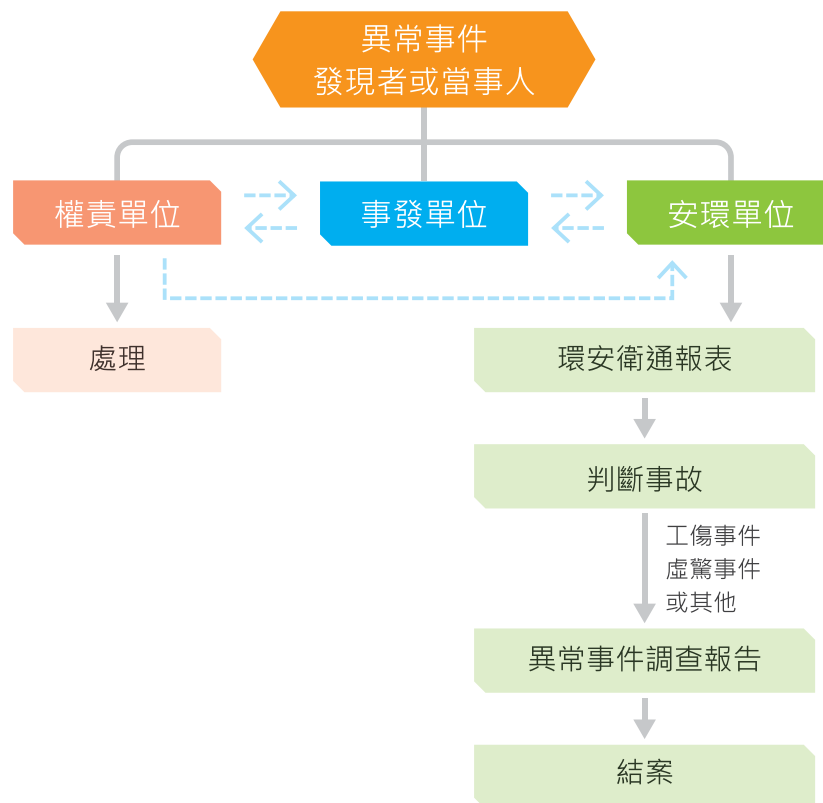 異常事件
發現者或當事人
權責單位
事發單位
安環單位
處理
環安衛通報表
判斷事故
工傷事件
虛驚事件
或其他
異常事件調查報告
結案